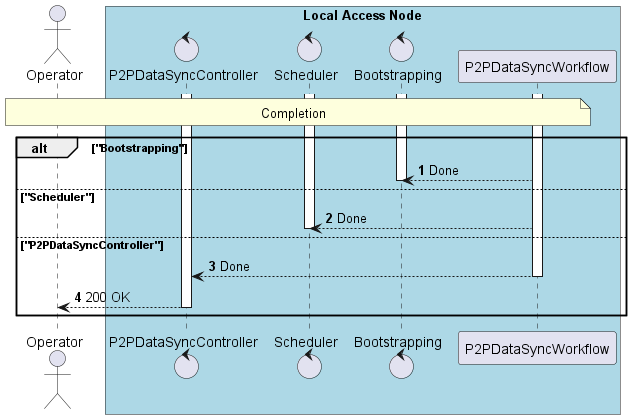 Local Access Node
Operator
P2PDataSyncController
Scheduler
Bootstrapping
P2PDataSyncWorkflow
Completion
alt ["Bootstrapping"]
1 Done
["Scheduler"]
2 Done
["P2PDataSyncController"]
3 Done
4 200 OK
Operator
P2PDataSyncController
Scheduler
Bootstrapping
P2PDataSyncWorkflow